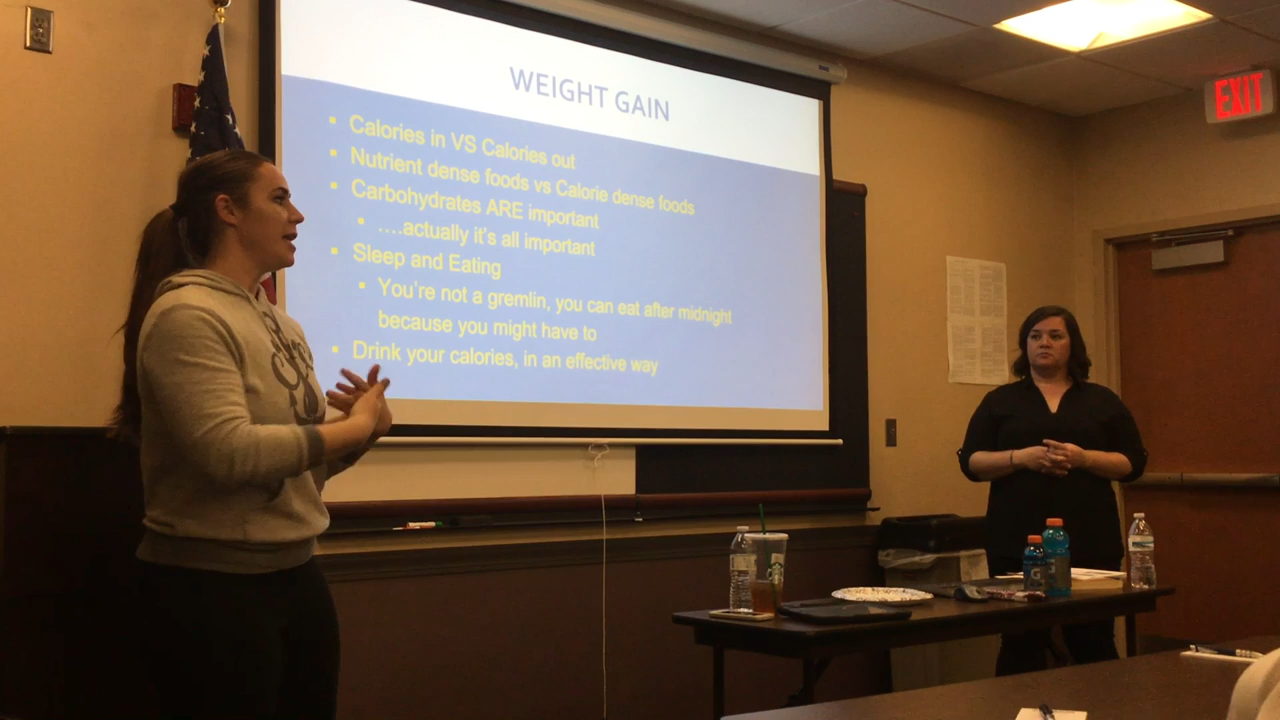 WEIGHT GAIN
EXIT
▪ Calories in VS Calories out
▪ Nutrient dense foods vs Calorie dense foods
▪ Carbohydrates ARE important
▪ ….actually it's all important
▪ Sleep and Eating
▪ You're not a gremlin, you can eat after midnight
because you might have to
▪ Drink your calories, in an effective way